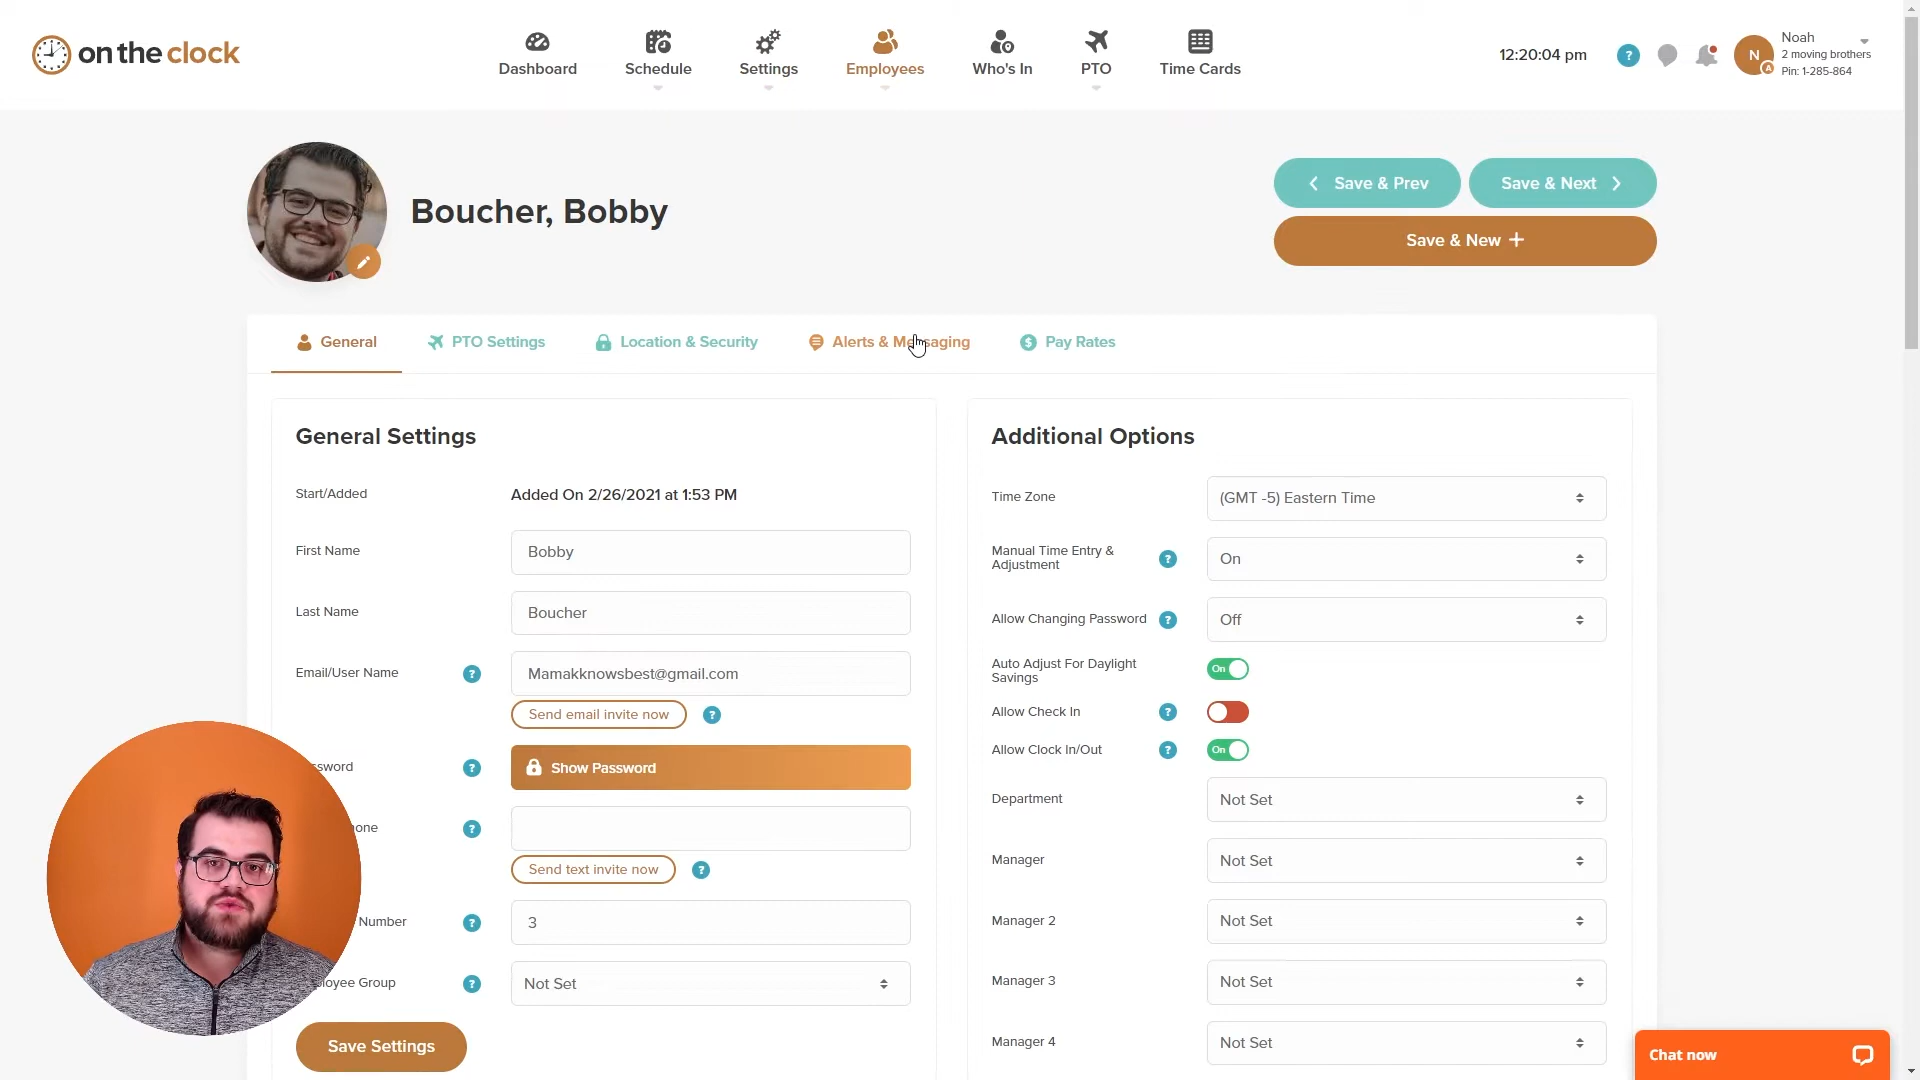 on the clock
Dashboard
Schedule
Settings
Employees
Who's In
PTO
Time Cards
12:20:04 pm
?
N
A
Noah
2 moving brothers
Pin: 1-285-864
Boucher, Bobby
Save & Prev
Save & Next
Save & New
General
PTO Settings
Location & Security
Alerts & Messaging
Pay Rates
General Settings
Start/Added
Added On 2/26/2021 at 1:53 PM
First Name
Bobby
Last Name
Boucher
Email/User Name
?
Mamakknowsbest@gmail.com
Send email invite now
?
ssword
?
Show Password
one
?
Send text invite now
?
Number
?
3
loyee Group
?
Not Set
Save Settings
Additional Options
Time Zone
(GMT -5) Eastern Time
Manual Time Entry &
Adjustment
?
On
Allow Changing Password
?
Off
Auto Adjust For Daylight
Savings
On
Allow Check In
?
Allow Clock In/Out
?
On
Department
Not Set
Manager
Not Set
Manager 2
Not Set
Manager 3
Not Set
Manager 4
Not Set
Chat now